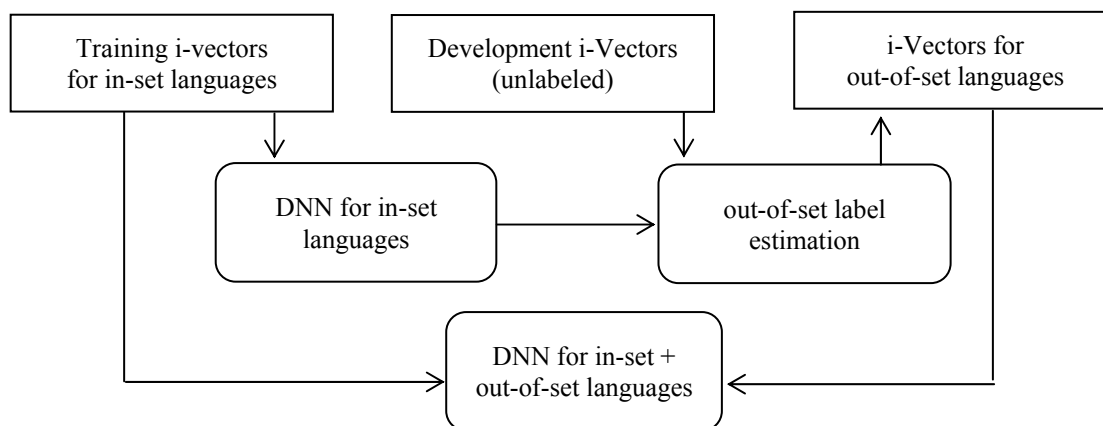 Training i-vectors
for in-set languages
Development i-Vectors
(unlabeled)
i-Vectors for
out-of-set languages
DNN for in-set
languages
out-of-set label
estimation
DNN for in-set +
out-of-set languages